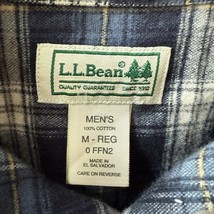 L.L.Bean
QUALITY GUARANTEED SINCE 1912
MEN'S
100% COTTON
M - REG
0 FFN2
MADE IN
EL SALVADOR
CARE ON REVERSE